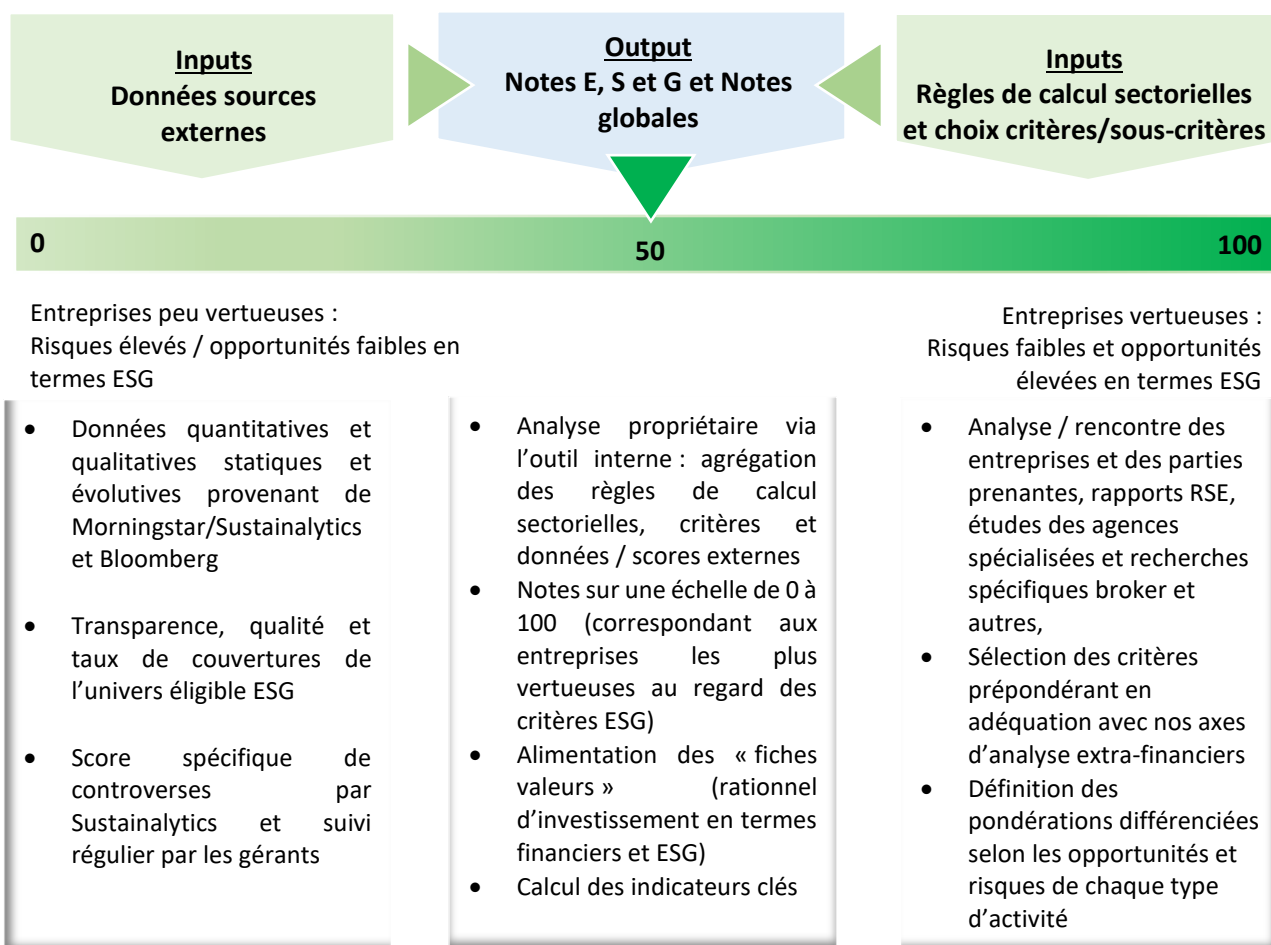 Inputs
Données sources
externes
Output
Notes E, S et G et Notes
globales
Inputs
Règles de calcul sectorielles
et choix critères/sous-critères
0
50
100
Entreprises peu vertueuses :
Risques élevés / opportunités faibles en
termes ESG
Entreprises vertueuses :
Risques faibles et opportunités
élevées en termes ESG
• Données quantitatives et
qualitatives statiques et
évolutives provenant de
Morningstar/Sustainalytics
et Bloomberg
• Transparence, qualité et
taux de couvertures de
l’univers éligible ESG
• Score spécifique de
controverses par
Sustainalytics et suivi
régulier par les gérants
• Analyse propriétaire via
l’outil interne : agrégation
des règles de calcul
sectorielles, critères et
données / scores externes
• Notes sur une échelle de 0 à
100 (correspondant aux
entreprises les plus
vertueuses au regard des
critères ESG)
• Alimentation des « fiches
valeurs » (rationnel
d’investissement en termes
financiers et ESG)
• Calcul des indicateurs clés
• Analyse / rencontre des
entreprises et des parties
prenantes, rapports RSE,
études des agences
spécialisées et recherches
spécifiques broker et
autres,
• Sélection des critères
prépondérant en
adéquation avec nos axes
d’analyse extra-financiers
• Définition des
pondérations différenciées
selon les opportunités et
risques de chaque type
d’activité